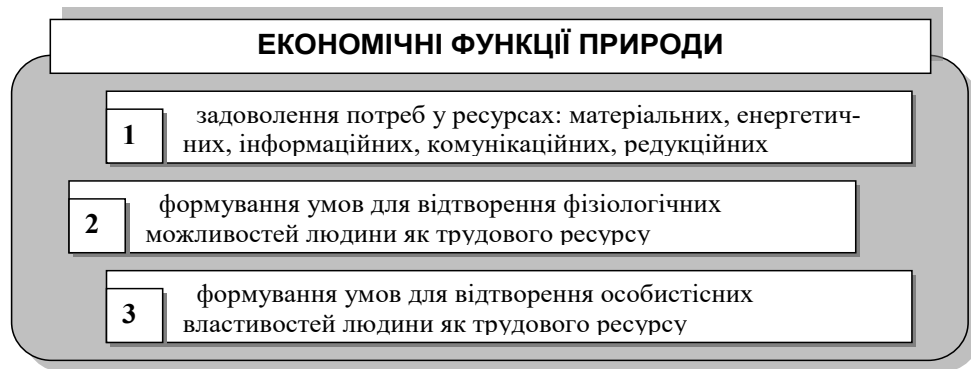 ЕКОНОМІЧНІ ФУНКЦІЇ ПРИРОДИ
1
задоволення потреб у ресурсах: матеріальних, енергетич-
них, інформаційних, комунікаційних, редукційних
2
формування умов для відтворення фізіологічних
можливостей людини як трудового ресурсу
3
формування умов для відтворення особистісних
властивостей людини як трудового ресурсу